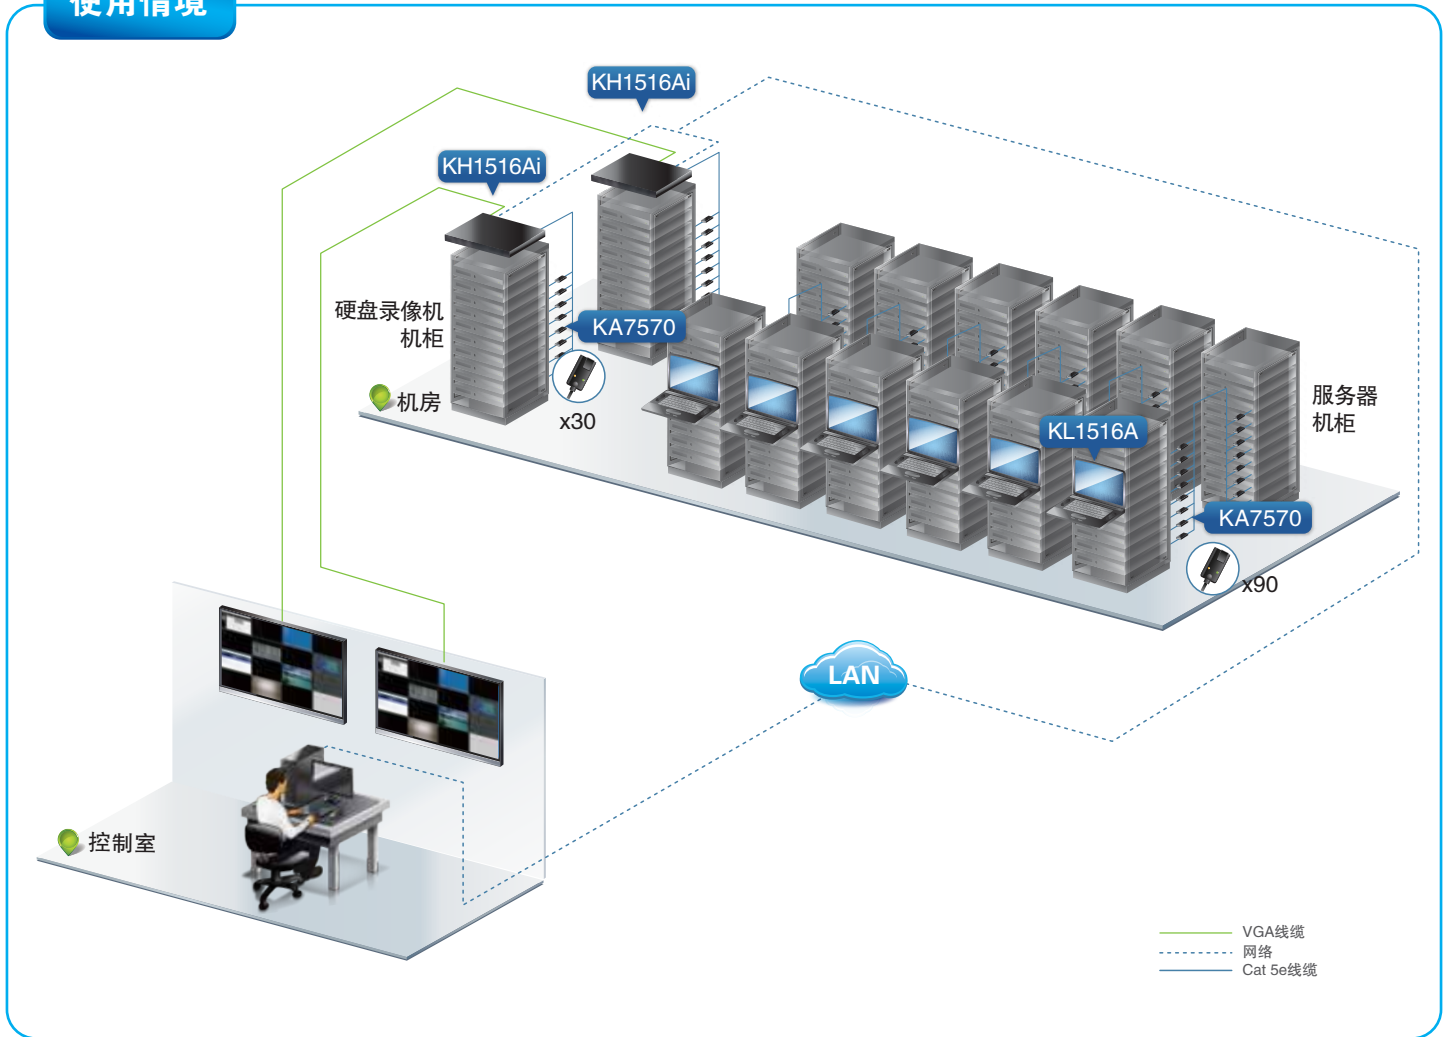 使用情境
KH1516Ai
KH1516Ai
硬盘录像机
机柜
KA7570
机房
x30
服务器
机柜
KL1516A
KA7570
x90
LAN
控制室
VGA线缆
网络
Cat 5e线缆